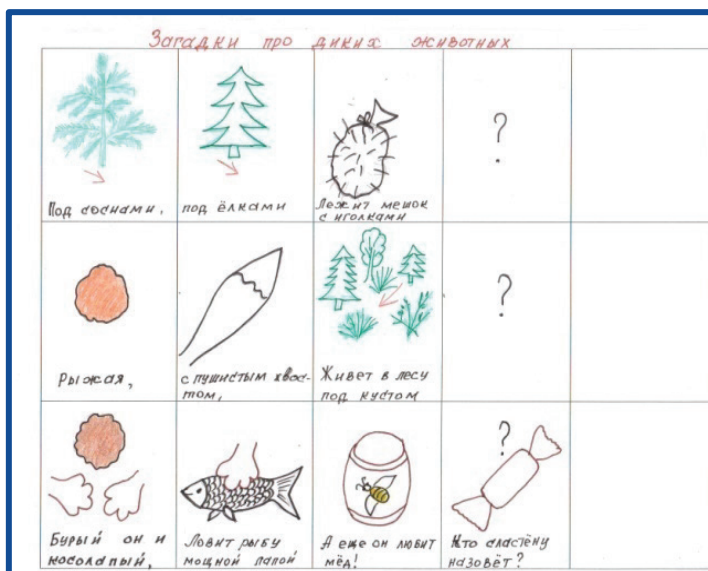 Загадки про диких животных
Под соснами,
под ёлками
Лежит мешок
с иголками
?
Рыжая,
с пушистым хвос-
том,
Живет в лесу
под кустом
?
Бурый он и
косолапый,
Ловит рыбу
мощной лапой
А еще он любит
мёд!
?
Кто сластёну
назовёт?